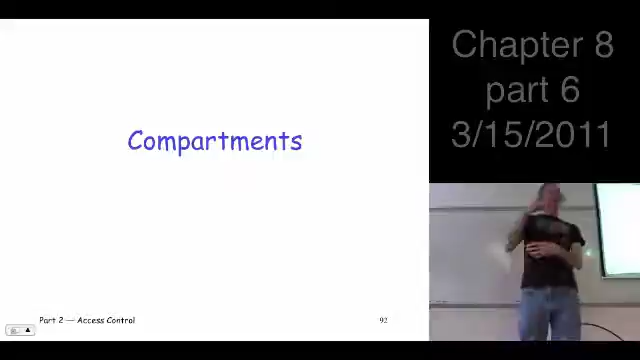 Compartments
Part 2 — Access Control
92
Chapter 8
part 6
3/15/2011